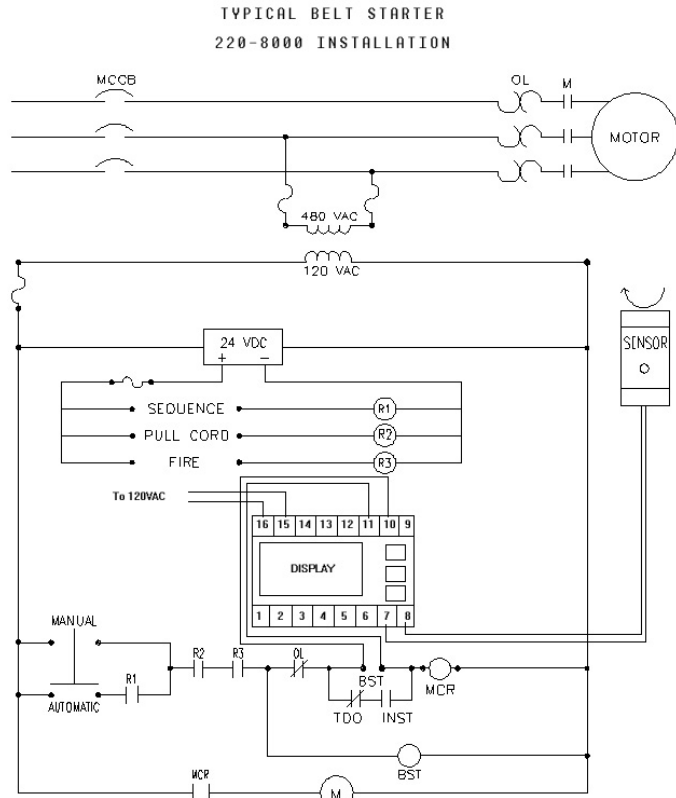 TYPICAL BELT STARTER
220-8000 INSTALLATION
MCCB
OL
M
MOTOR
480 VAC
120 VAC
24 VDC
+ −
SENSOR
SEQUENCE
R1
PULL CORD
R2
FIRE
R3
To 120VAC
16 15 14 13 12 11 10 9
DISPLAY
1 2 3 4 5 6 7 8
MANUAL
R2 R3 OL
R1
BST
MCR
AUTOMATIC
TDO INST
BST
MCR
M